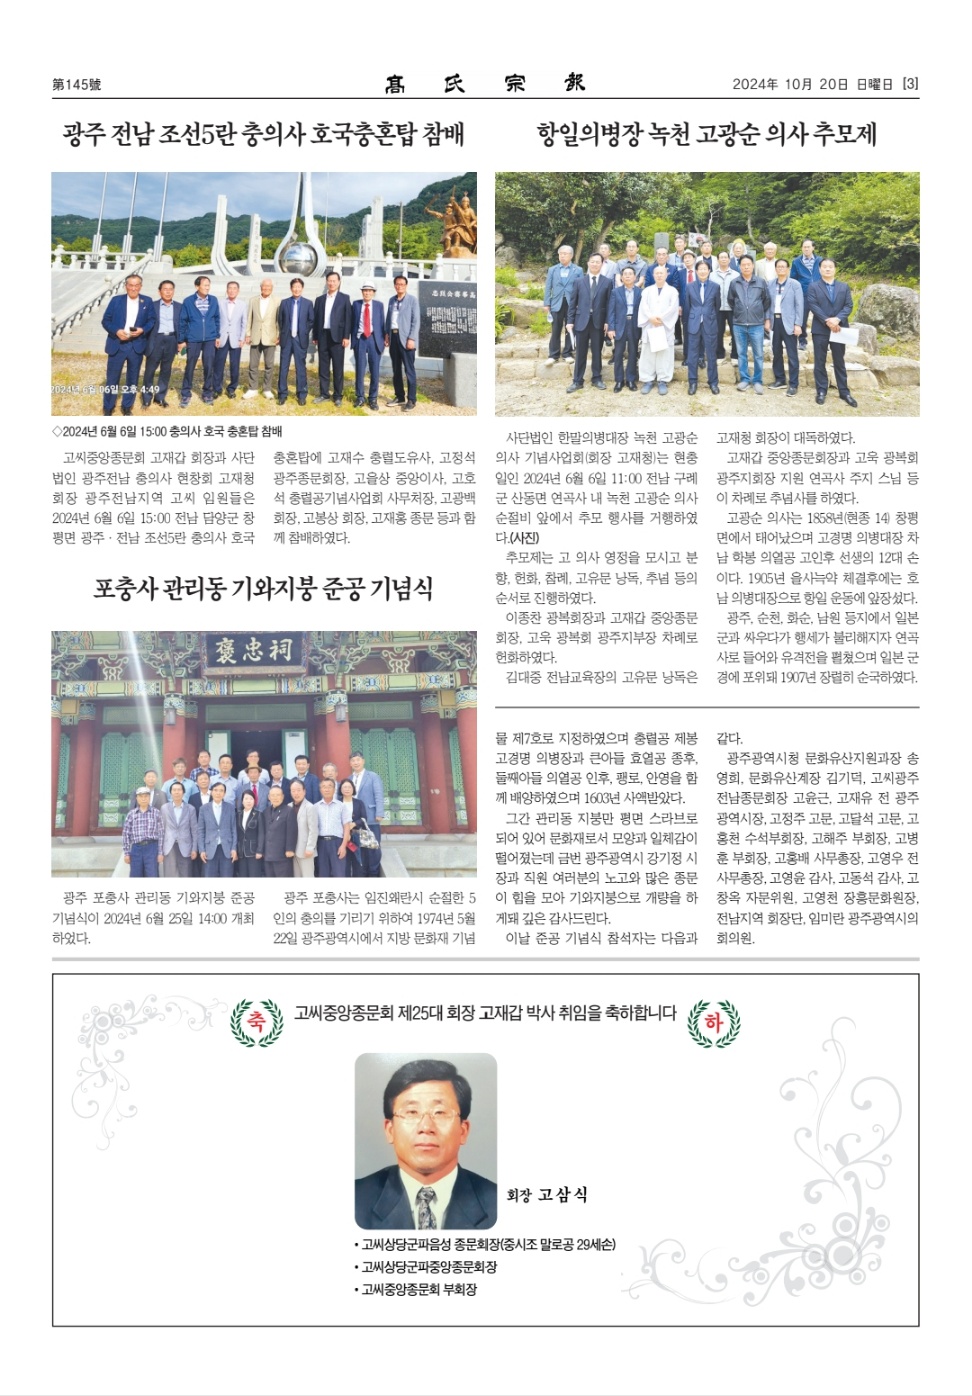 第145號
高氏宗報
2024年 10月 20日 日曜日 [3]
광주 전남 조선5란 충의사 호국충혼탑 참배
2024년 6월 06일 오후 4:49
◇2024년 6월 6일 15:00 충의사 호국 충혼탑 참배
고씨중앙종문회 고재갑 회장과 사단
법인 광주전남 충의사 현창회 고재청
회장 광주전남지역 고씨 임원들은
2024년 6월 6일 15:00 전남 담양군 창
평면 광주·전남 조선5란 충의사 호국
충혼탑에 고재수 충렬도유사, 고정석
광주종문회장, 고을상 중앙이사, 고호
석 충렬공기념사업회 사무처장, 고광백
회장, 고봉상 회장, 고재홍 종문 등과 함
께 참배하였다.
포충사 관리동 기와지붕 준공 기념식
褒忠祠
광주 포충사 관리동 기와지붕 준공
기념식이 2024년 6월 25일 14:00 개최
하었다.
광주 포충사는 임진왜란시 순절한 5
인의 충의를 기리기 위하여 1974년 5월
22일 광주광역시에서 지방 문화재 기념
물 제7호로 지정하였으며 충렬공 제봉
고경명 의병장과 큰아들 효열공 종후,
둘째아들 의열공 인후, 팽로, 안영을 함
께 배양하였으며 1603년 사액받았다.
그간 관리동 지붕만 평면 스라브로
되어 있어 문화재로서 모양과 일체감이
떨어졌는데 금번 광주광역시 강기정 시
장과 직원 여러분의 노고와 많은 종문
이 힘을 모아 기와지붕으로 개량을 하
게돼 깊은 감사드린다.
이날 준공 기념식 참석자는 다음과
같다.
광주광역시청 문화유산지원과장 송
영희, 문화유산계장 김기덕, 고씨광주
전남종문회장 고윤근, 고재유 전 광주
광역시장, 고정주 고문, 고달석 고문, 고
홍천 수석부회장, 고해주 부회장, 고병
훈 부회장, 고홍배 사무총장, 고영우 전
사무총장, 고영윤 감사, 고동석 감사, 고
창옥 자문위원, 고영천 장흥문화원장,
전남지역 회장단, 임미란 광주광역시의
회의원.
항일의병장 녹천 고광순 의사 추모제
사단법인 한말의병대장 녹천 고광순
의사 기념사업회(회장 고재청)는 현충
일인 2024년 6월 6일 11:00 전남 구례
군 산동면 연곡사 내 녹천 고광순 의사
순절비 앞에서 추모 행사를 거행하였
다.(사진)
추모제는 고 의사 영정을 모시고 분
향, 헌화, 참례, 고유문 낭독, 추념 등의
순서로 진행하였다.
이종찬 광복회장과 고재갑 중앙종문
회장, 고욱 광복회 광주지부장 차례로
헌화하였다.
김대중 전남교육장의 고유문 낭독은
고재청 회장이 대독하였다.
고재갑 중앙종문회장과 고욱 광복회
광주지회장 지원 연곡사 주지 스님 등
이 차례로 추념사를 하였다.
고광순 의사는 1858년(현종 14) 창평
면에서 태어났으며 고경명 의병대장 차
남 학봉 의열공 고인후 선생의 12대 손
이다. 1905년 을사늑약 체결후에는 호
남 의병대장으로 항일 운동에 앞장섰다.
광주, 순천, 화순, 남원 등지에서 일본
군과 싸우다가 행세가 불리해지자 연곡
사로 들어와 유격전을 펼쳤으며 일본 군
경에 포위돼 1907년 장렬히 순국하였다.
축
고씨중앙종문회 제25대 회장 고재갑 박사 취임을 축하합니다
하
회장 고삼식
• 고씨상당군파음성 종문회장(중시조 말로공 29세손)
• 고씨상당군파중앙종문회장
• 고씨중앙종문회 부회장